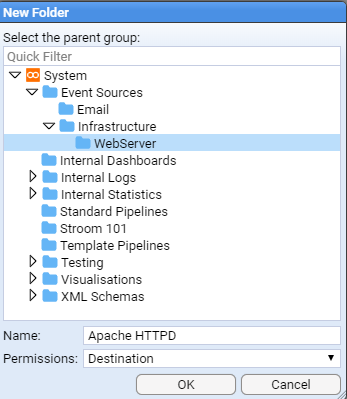 New Folder
Select the parent group:
Quick Filter
System
Event Sources
Email
Infrastructure
WebServer
Internal Dashboards
Internal Logs
Internal Statistics
Standard Pipelines
Stroom 101
Template Pipelines
Testing
Visualisations
XML Schemas
Name: Apache HTTPD
Permissions: Destination
OK Cancel